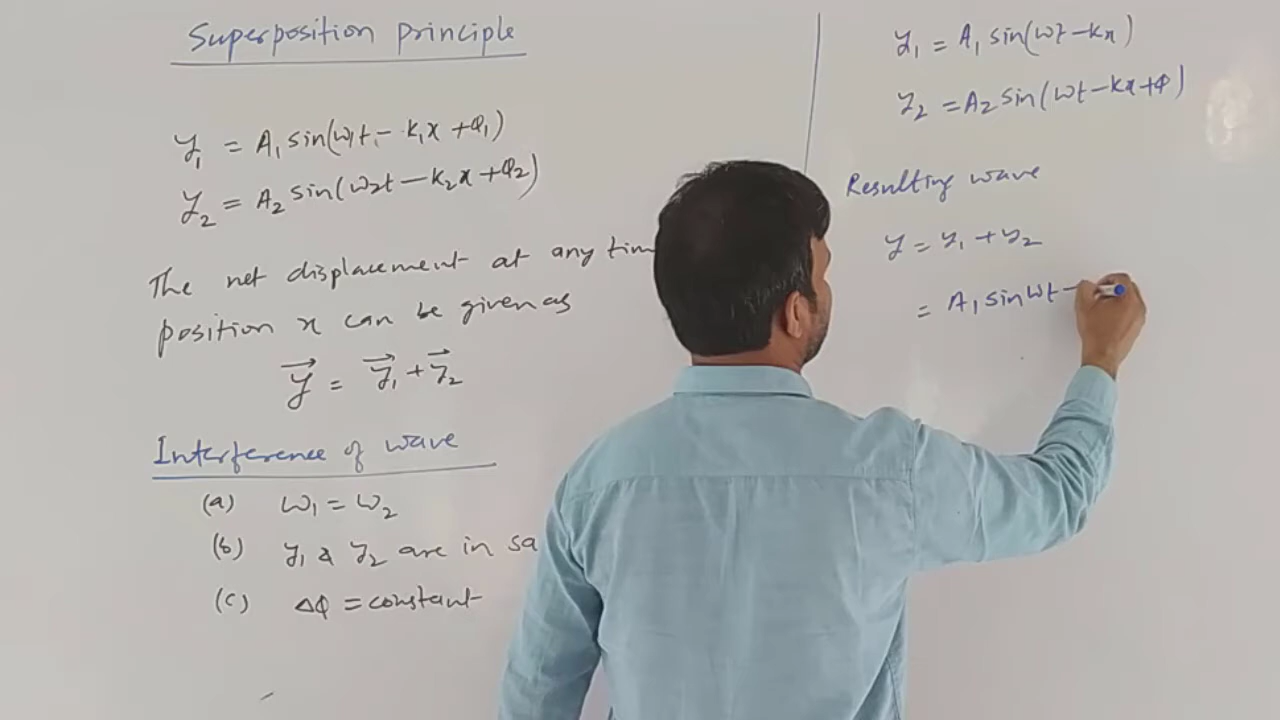 Superposition principle
y₁ = A₁ sin(ω₁t - k₁x + φ₁)
y₂ = A₂ sin(ω₂t - k₂x + φ₂)
The net displacement at any tim
position x can be given as
y⃗ = y⃗₁ + y⃗₂
Interference of wave
(a) ω₁ = ω₂
(b) y₁ & y₂ are in sa
(c) Δφ = constant
y₁ = A₁ sin(ωt - kx)
y₂ = A₂ sin(ωt - kx + φ)
Resulting wave
y = y₁ + y₂
= A₁ sin ωt -